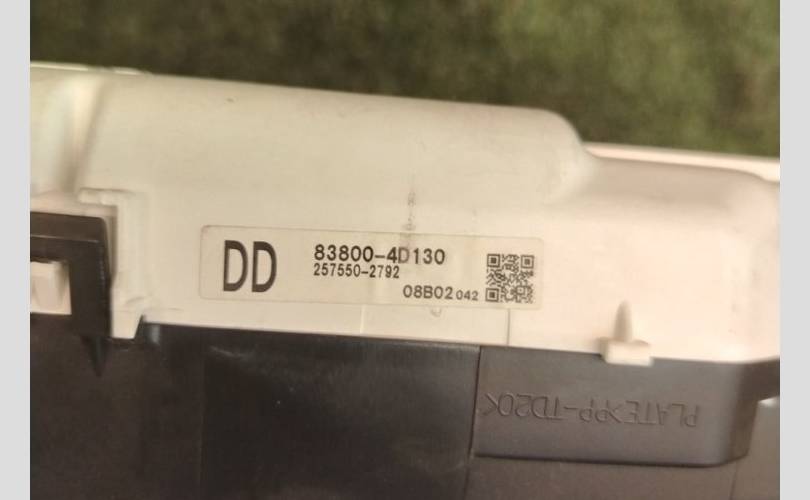 DD
83800-4D130
257550-2792
08B02 042
PLATE>PP-TD20<